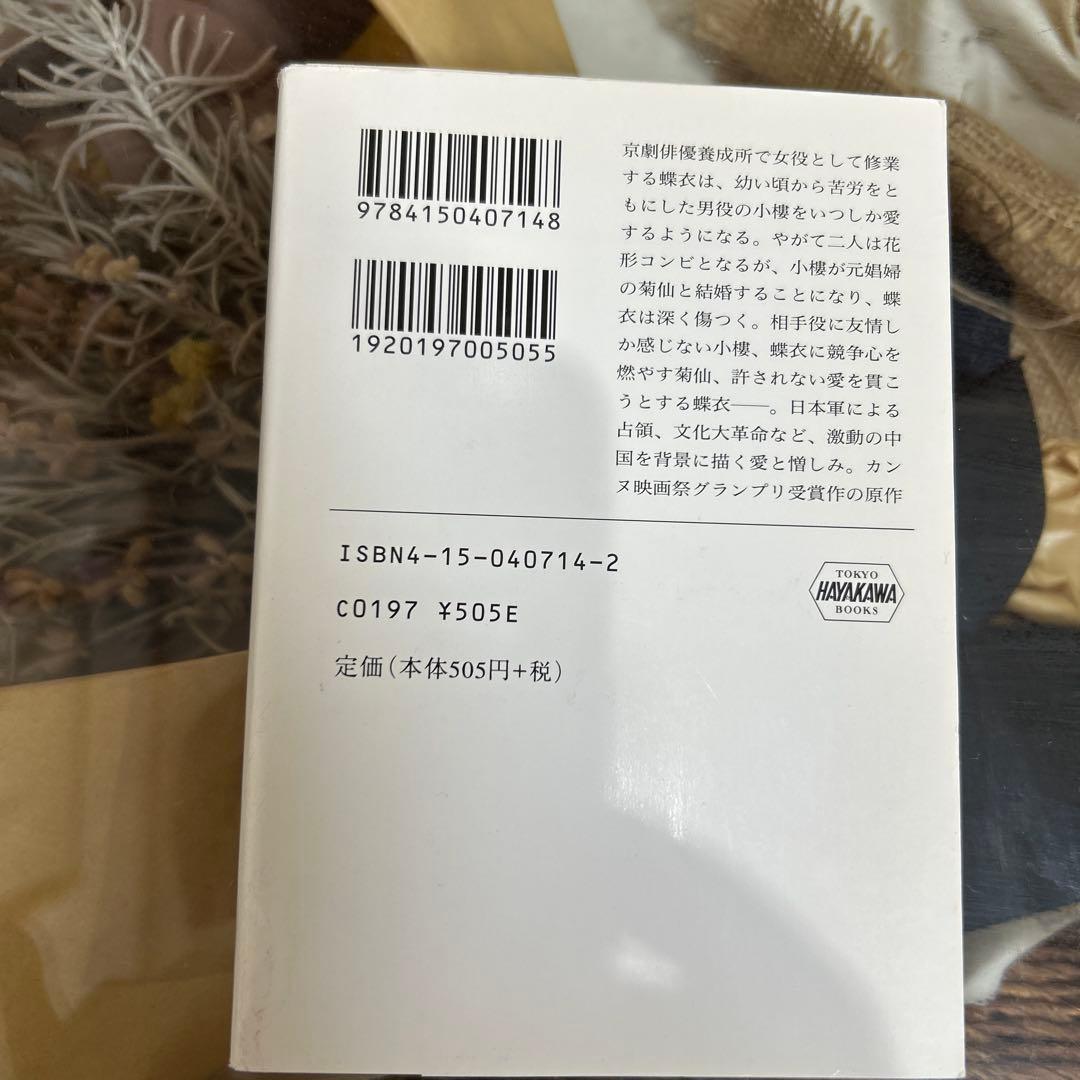 9784150407148
1920197005055
京劇俳優養成所で女役として修業
する蝶衣は、幼い頃から苦労をと
もにした男役の小樓をいつしか愛
するようになる。やがて二人は花
形コンビとなるが、小樓が元娼婦
の菊仙と結婚することになり、蝶
衣は深く傷つく。相手役に友情し
か感じない小樓、蝶衣に競争心を
燃やす菊仙、許されない愛を貫こ
うとする蝶衣――。日本軍による
占領、文化大革命など、激動の中
国を背景に描く愛と憎しみ。カン
ヌ映画祭グランプリ受賞作の原作
ISBN4-15-040714-2
C0197 ¥505E
定価(本体505円+税)
TOKYO
HAYAKAWA
BOOKS